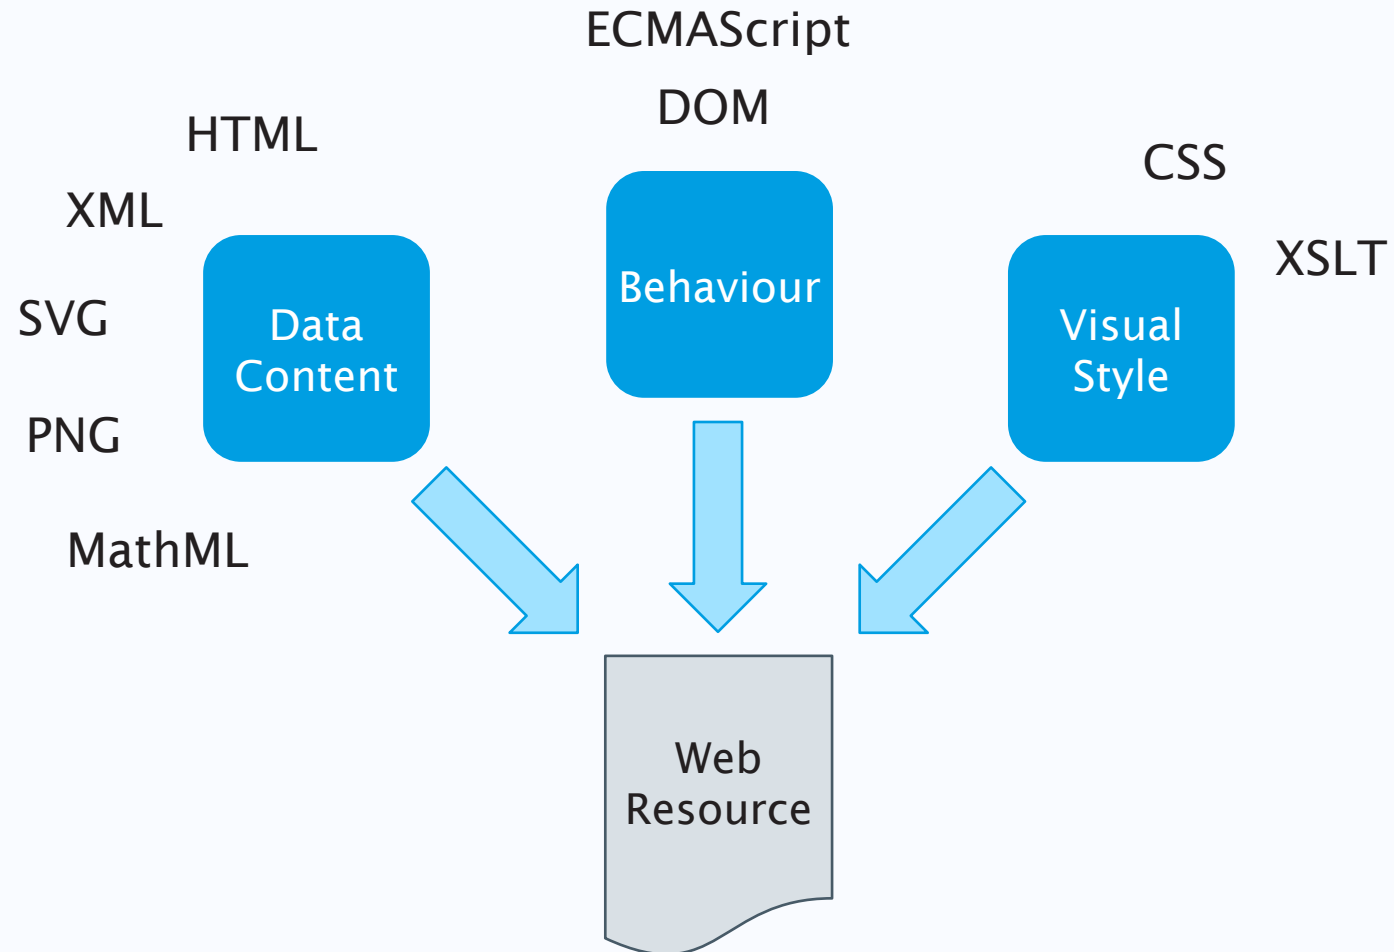 ECMAScript
DOM
HTML
XML
SVG
PNG
MathML
Data
Content
Behaviour
CSS
XSLT
Visual
Style
Web
Resource